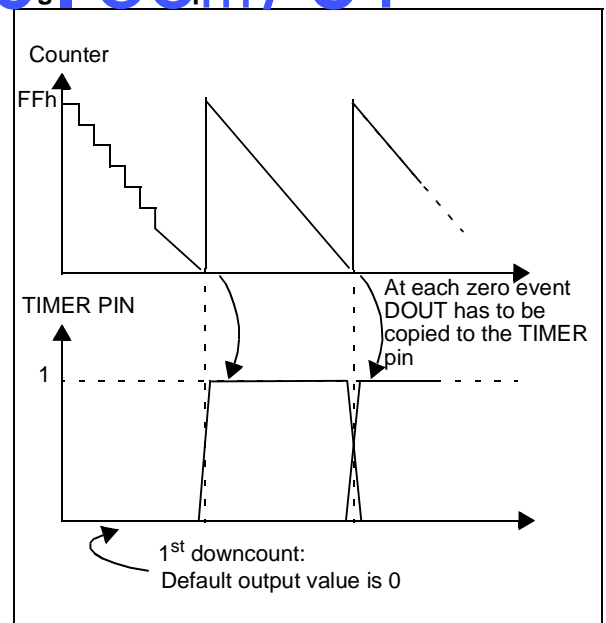 Counter
FFh
At each zero event
DOUT has to be
copied to the TIMER
pin
TIMER PIN
1
1st downcount:
Default output value is 0